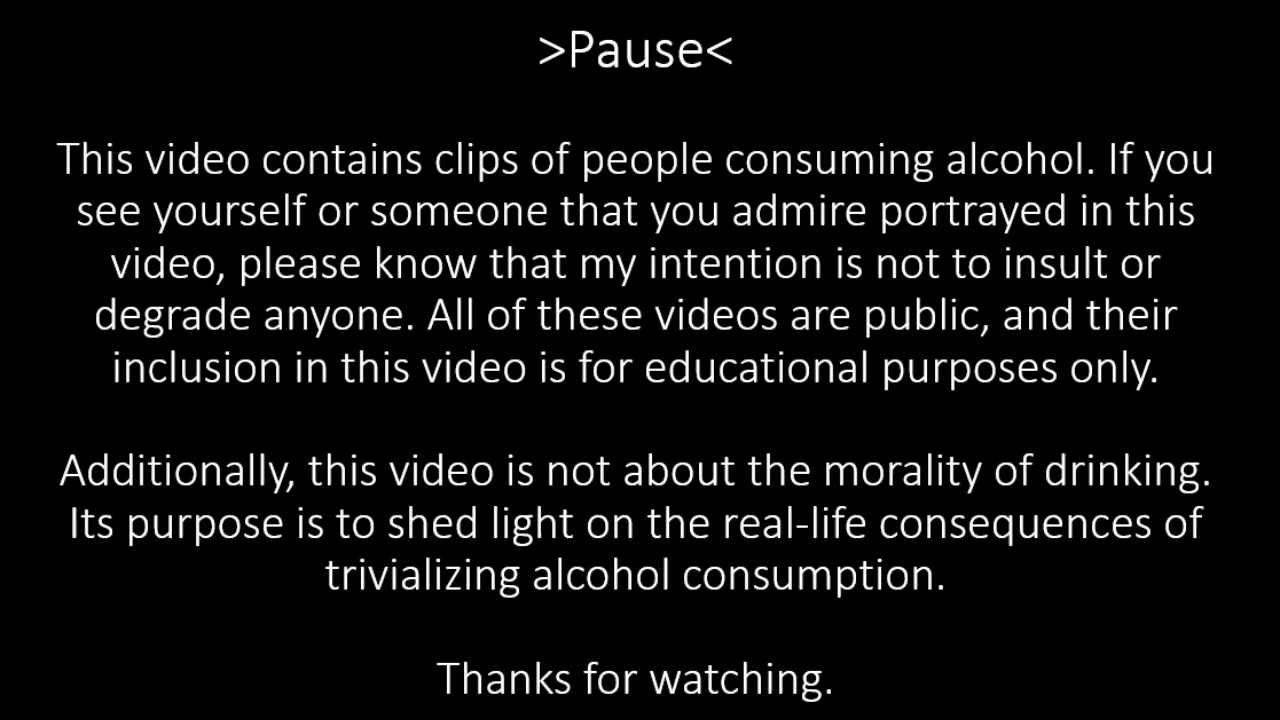 >Pause<
This video contains clips of people consuming alcohol. If you
see yourself or someone that you admire portrayed in this
video, please know that my intention is not to insult or
degrade anyone. All of these videos are public, and their
inclusion in this video is for educational purposes only.
Additionally, this video is not about the morality of drinking.
Its purpose is to shed light on the real-life consequences of
trivializing alcohol consumption.
Thanks for watching.